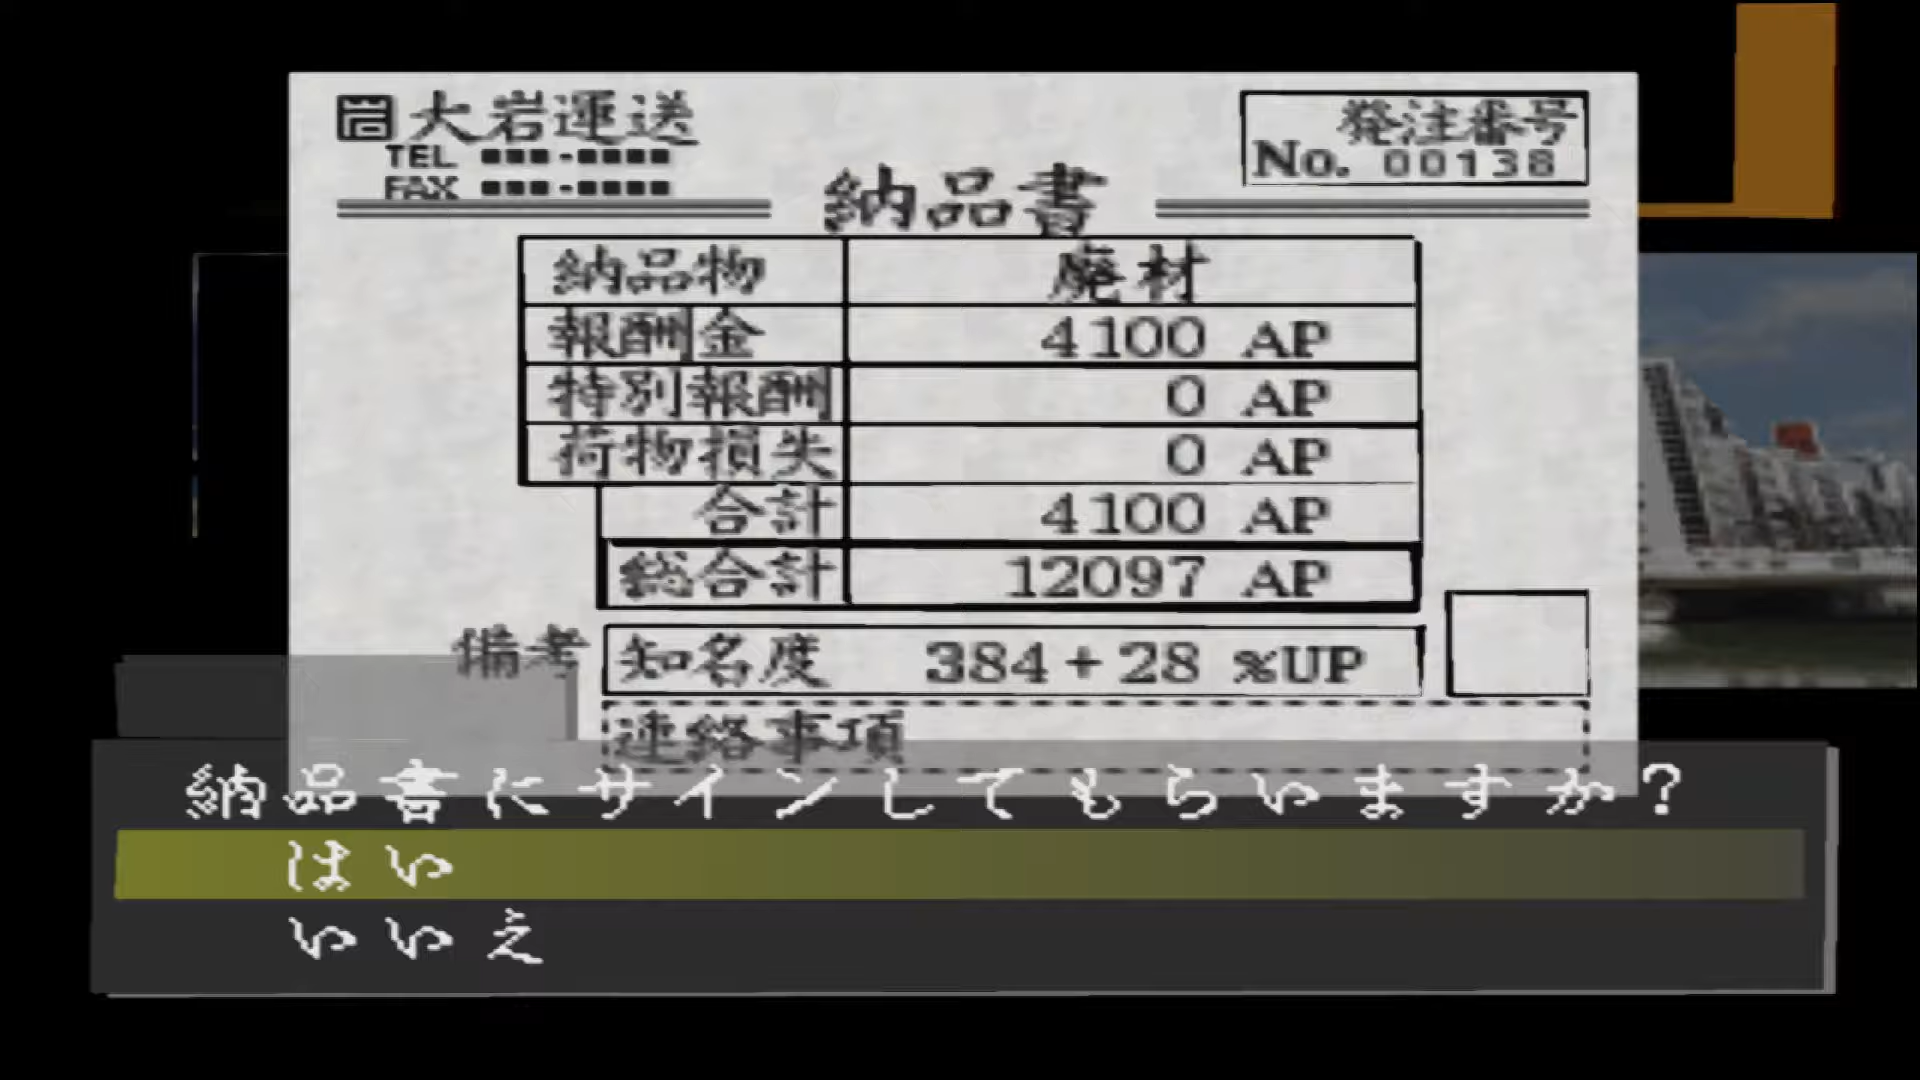 大岩運送
TEL ■■■-■■■■
FAX ■■■-■■■■
発注番号
No. 00138
納品書
納品物 廃材
報酬金 4100 AP
特別報酬 0 AP
荷物損失 0 AP
合計 4100 AP
総合計 12097 AP
備考 知名度 384+28 %UP
連絡事項
納品書にサインしてもらいますか?
はい
いいえ